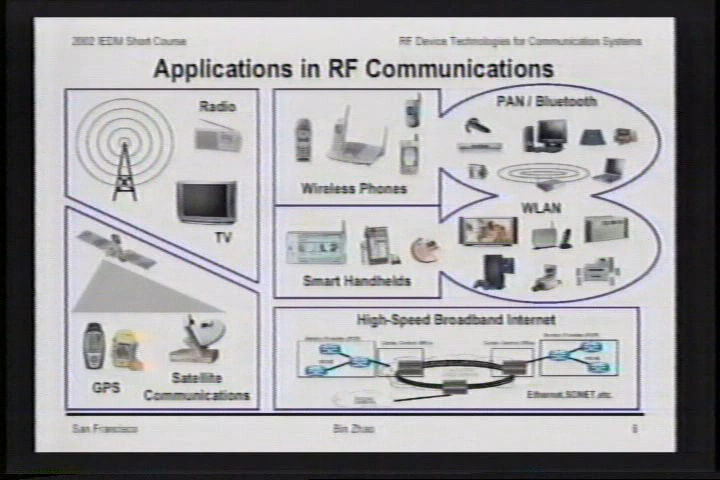 2002 IEDM Short Course
RF Device Technologies for Communication Systems
Applications in RF Communications
Radio
TV
GPS
Satellite
Communications
Wireless Phones
Smart Handhelds
PAN / Bluetooth
WLAN
High-Speed Broadband Internet
Ethernet,SONET,etc.
San Francisco
Bin Zhao
6